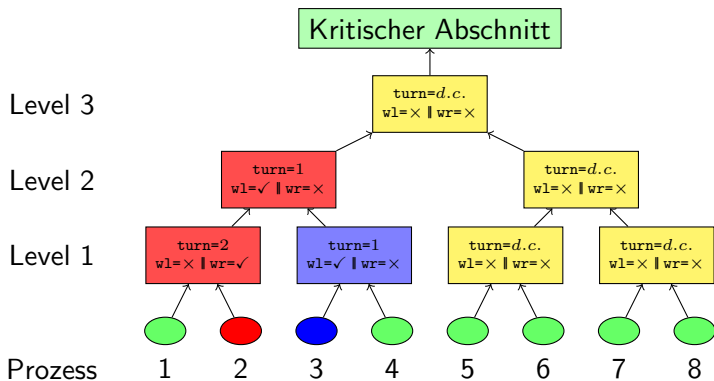 Kritischer Abschnitt
Level 3
turn=d.c.
wl=× ‖ wr=×
Level 2
turn=1
wl=✓ ‖ wr=×
turn=d.c.
wl=× ‖ wr=×
Level 1
turn=2
wl=× ‖ wr=✓
turn=1
wl=✓ ‖ wr=×
turn=d.c.
wl=× ‖ wr=×
turn=d.c.
wl=× ‖ wr=×
Prozess 1 2 3 4 5 6 7 8